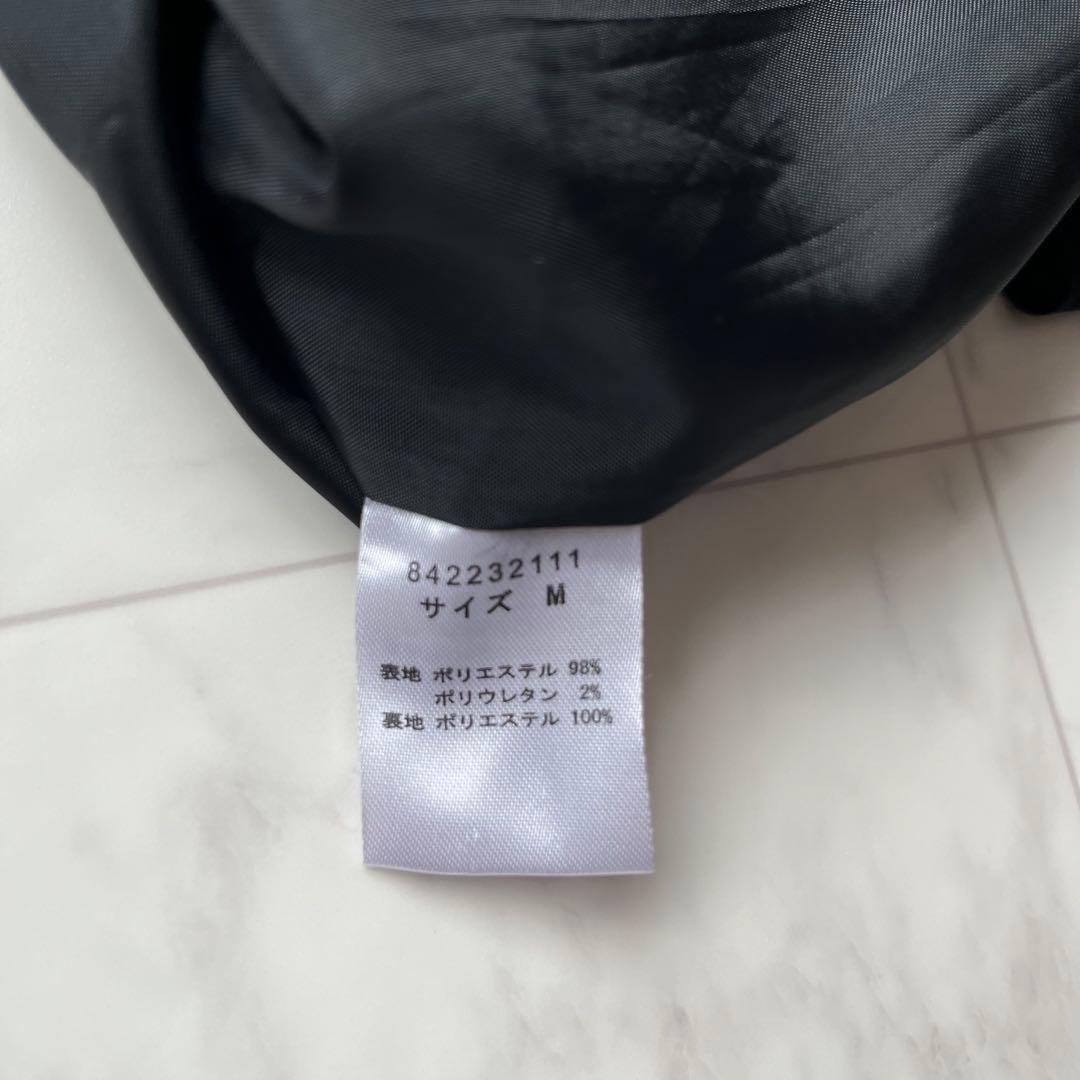 842232111
サイズ M
表地 ポリエステル 98%
ポリウレタン 2%
裏地 ポリエステル 100%